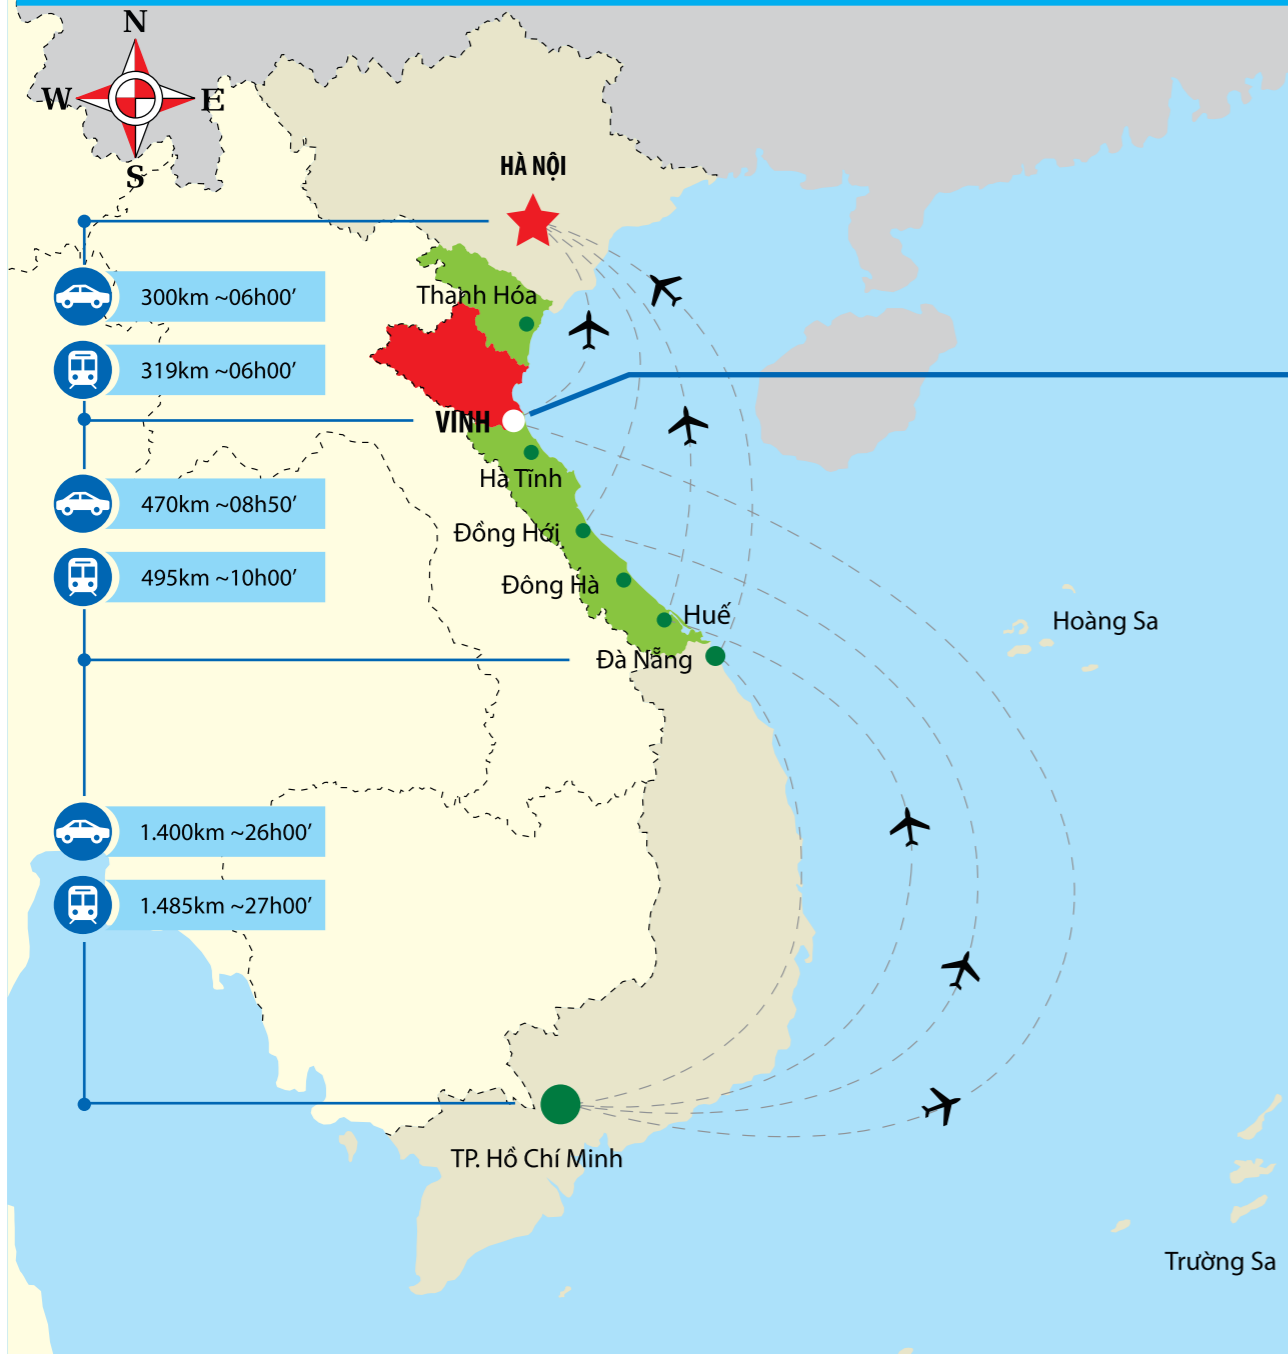 N
W
E
S
HÀ NỘI
300km ~06h00’
Thanh Hóa
319km ~06h00’
VINH
Hà Tĩnh
470km ~08h50’
Đồng Hới
495km ~10h00’
Đông Hà
Huế
Hoàng Sa
Đà Nẵng
1.400km ~26h00’
1.485km ~27h00’
TP. Hồ Chí Minh
Trường Sa